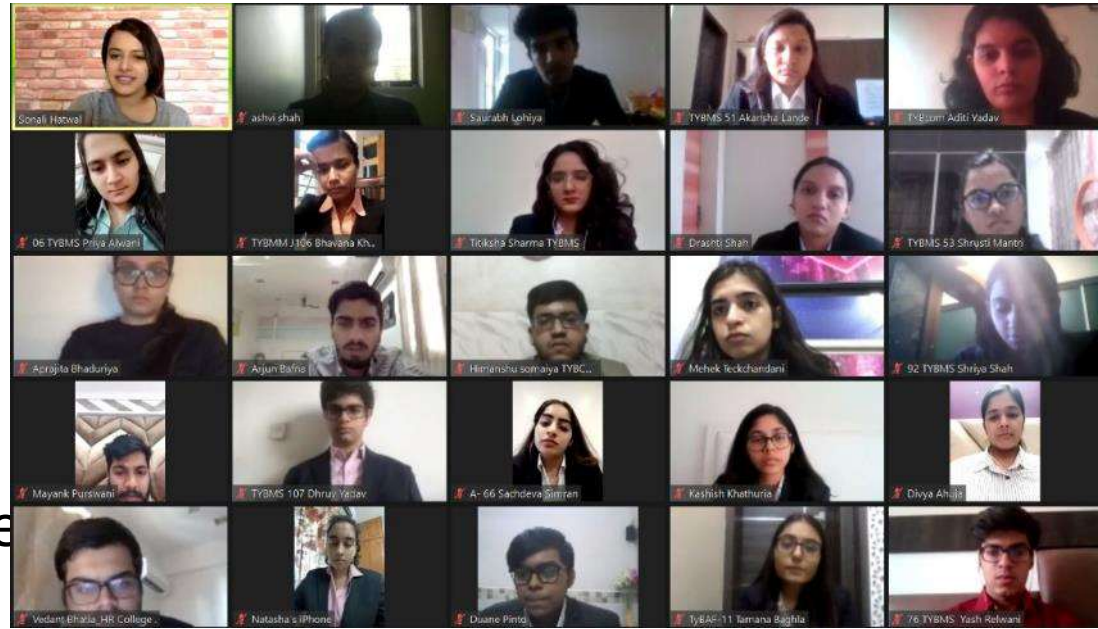 Sonali Hatwal
ashvi shah
Saurabh Lohiya
TYBMS 51 Akansha Lande
TYBcom Aditi Yadav
06 TYBMS Priya Alwani
TYBMM J106 Bhavana Kh...
Titiksha Sharma TYBMS
Drashti Shah
TYBMS 53 Shrusti Mantri
Aprajita Bhaduriya
Arjun Bafna
Himanshu somaiya TYBC...
Mehek Teckchandani
92 TYBMS Shriya Shah
Mayank Purswani
TYBMS 107 Dhruv Yadav
A- 66 Sachdeva Simran
Kashish Khathuria
Divya Ahuja
e
Vedant Bhatia_HR College .
Natasha's iPhone
Duane Pinto
TyBAF-11 Tamana Baghla
76 TYBMS Yash Relwani